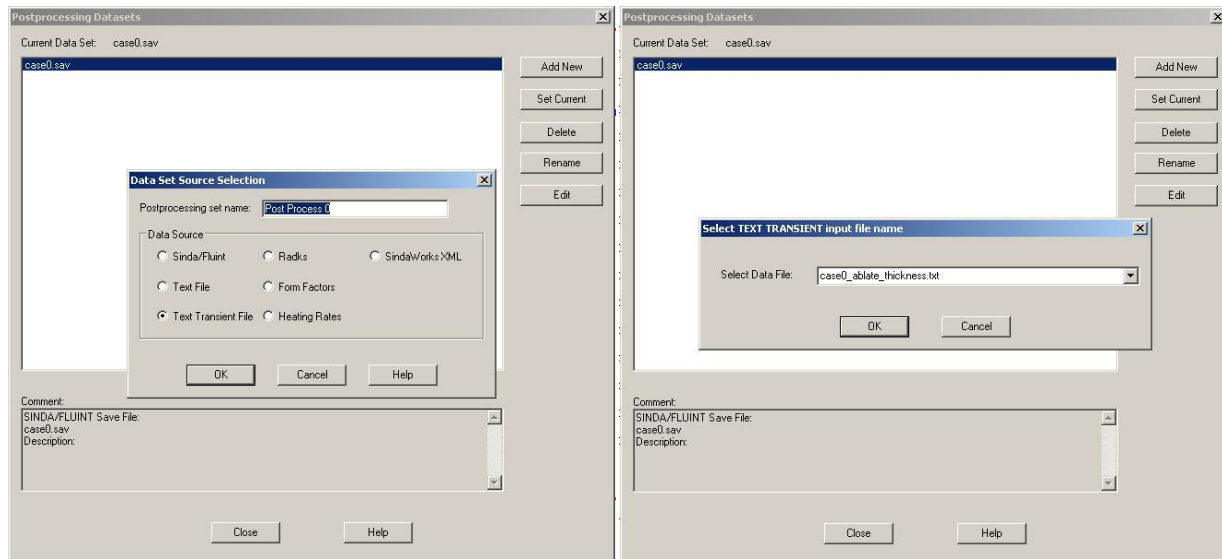 Postprocessing Datasets
Current Data Set: case0.sav
case0.sav
Add New
Set Current
Delete
Rename
Edit
Data Set Source Selection
Postprocessing set name: Post Process 0
Data Source
Sinda/Fluint Radks SindaWorks XML
Text File Form Factors
Text Transient File Heating Rates
OK Cancel Help
Comment:
SINDA/FLUINT Save File:
case0.sav
Description:
Close Help
Postprocessing Datasets
Current Data Set: case0.sav
case0.sav
Add New
Set Current
Delete
Rename
Edit
Select TEXT TRANSIENT input file name
Select Data File: case0_ablate_thickness.txt
OK Cancel
Comment:
SINDA/FLUINT Save File:
case0.sav
Description:
Close Help